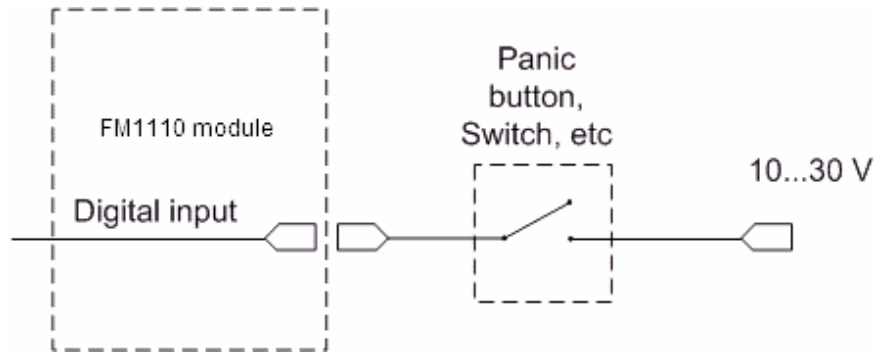 FM1110 module
Digital input
Panic
button,
Switch, etc
10...30 V